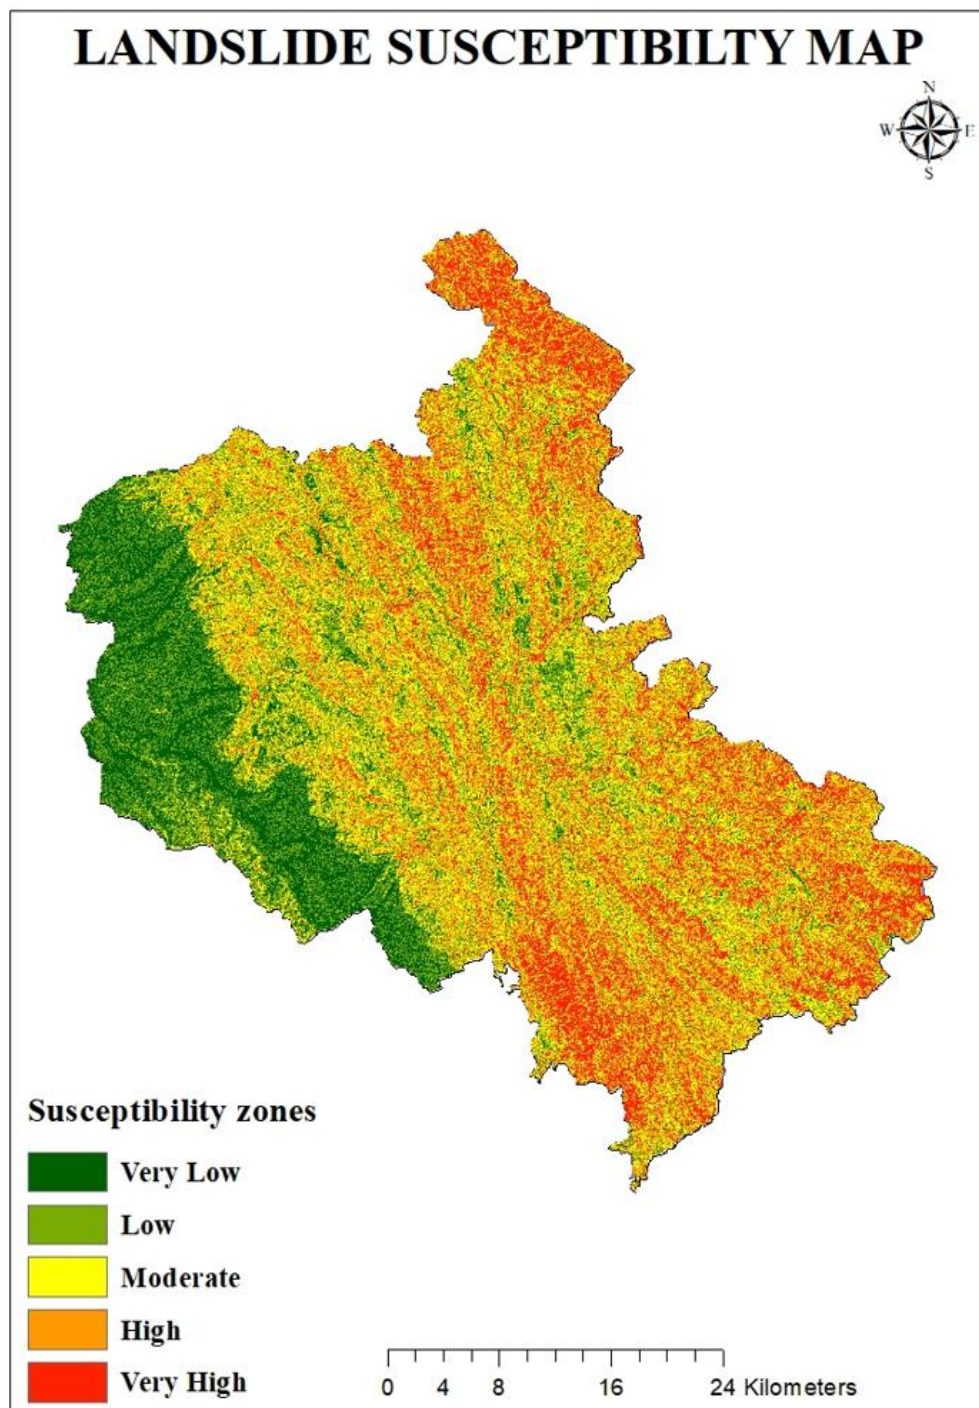 LANDSLIDE SUSCEPTIBILTY MAP
N
W E
S
Susceptibility zones
Very Low
Low
Moderate
High
Very High
0 4 8 16 24 Kilometers